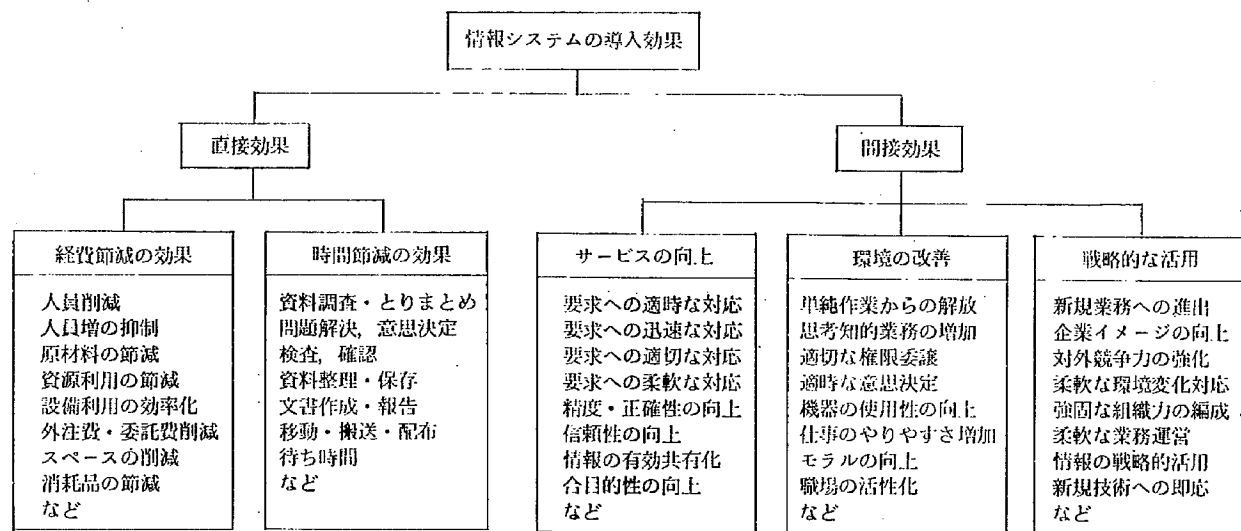 情報システムの導入効果
直接効果
間接効果
経費節減の効果
人員削減
人員増の抑制
原材料の節減
資源利用の節減
設備利用の効率化
外注費・委託費削減
スペースの削減
消耗品の節減
など
時間節減の効果
資料調査・とりまとめ
問題解決，意思決定
検査，確認
資料整理・保存
文書作成・報告
移動・搬送・配布
待ち時間
など
サービスの向上
要求への適時な対応
要求への迅速な対応
要求への適切な対応
要求への柔軟な対応
精度・正確性の向上
信頼性の向上
情報の有効共有化
合目的性の向上
など
環境の改善
単純作業からの解放
思考知的業務の増加
適切な権限委譲
適時な意思決定
機器の使用性の向上
仕事のやりやすさ増加
モラルの向上
職場の活性化
など
戦略的な活用
新規業務への進出
企業イメージの向上
対外競争力の強化
柔軟な環境変化対応
強固な組織力の編成
柔軟な業務運営
情報の戦略的活用
新規技術への即応
など